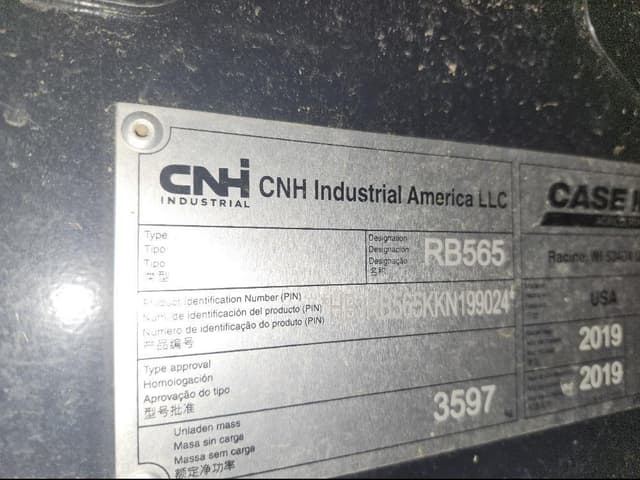 CNH
INDUSTRIAL
CNH Industrial America LLC
CASE
Racine, WI
Type
Tipo
Tipo
类型
Designation
Designación
Designação
名称
RB565
USA
Product Identification Number (PIN)
Número de identificación del producto (PIN)
Número de identificação do produto (PIN)
产品编号
B565KKN199024*
2019
2019
Type approval
Homologación
Aprovação do tipo
型号批准
Unladen mass
Masa sin carga
Massa sem carga
额定净功率
3597
kg